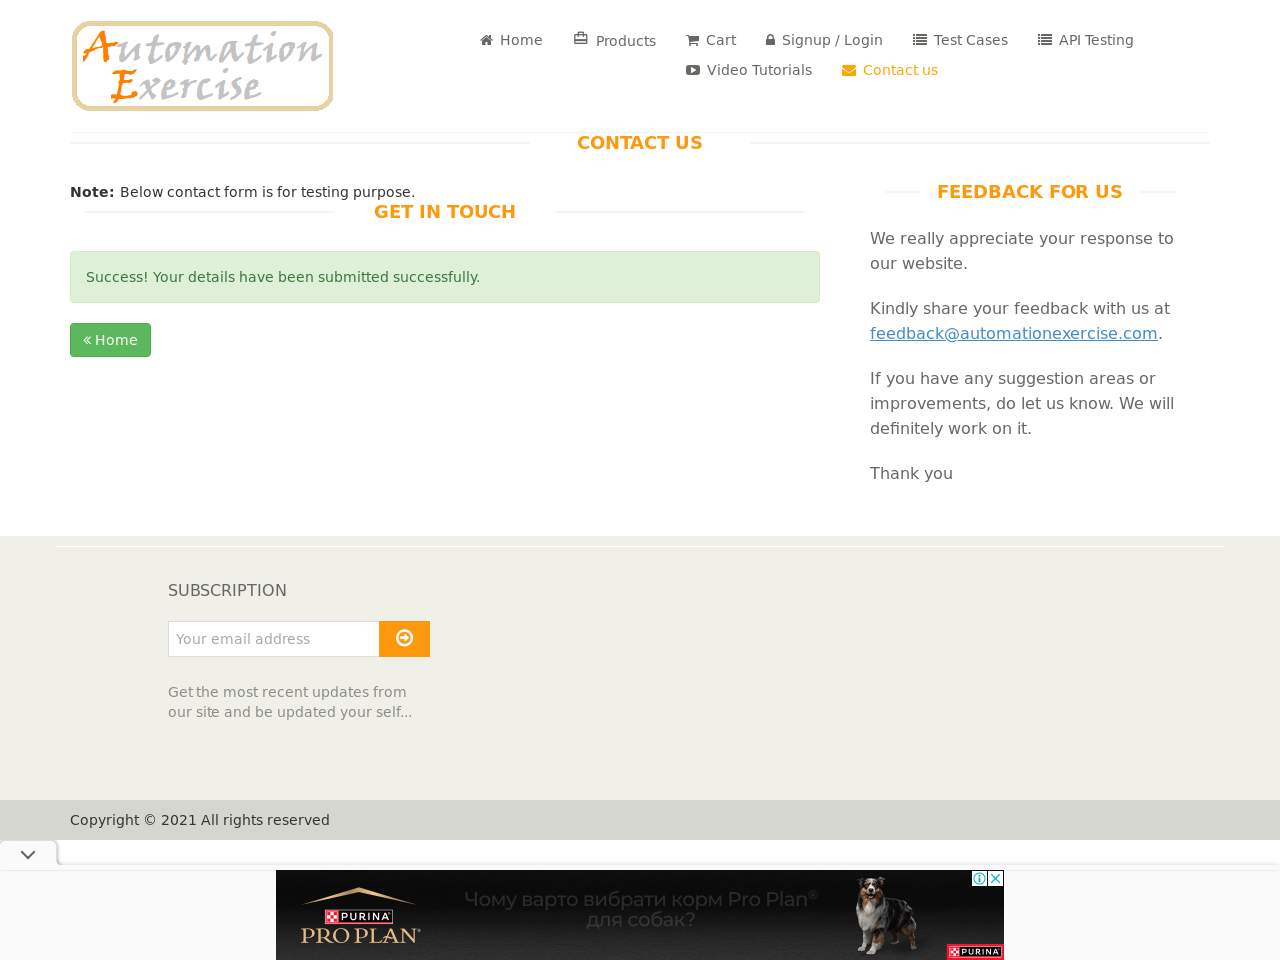 Automation
Exercise
Home
Products
Cart
Signup / Login
Test Cases
API Testing
Video Tutorials
Contact us
CONTACT US
Note: Below contact form is for testing purpose.
GET IN TOUCH
Success! Your details have been submitted successfully.
« Home
FEEDBACK FOR US
We really appreciate your response to
our website.
Kindly share your feedback with us at
feedback@automationexercise.com.
If you have any suggestion areas or
improvements, do let us know. We will
definitely work on it.
Thank you
SUBSCRIPTION
Your email address
Get the most recent updates from
our site and be updated your self...
Copyright © 2021 All rights reserved
PURINA
PRO PLAN
Чому варто вибрати корм Pro Plan®
для собак?
PURINA